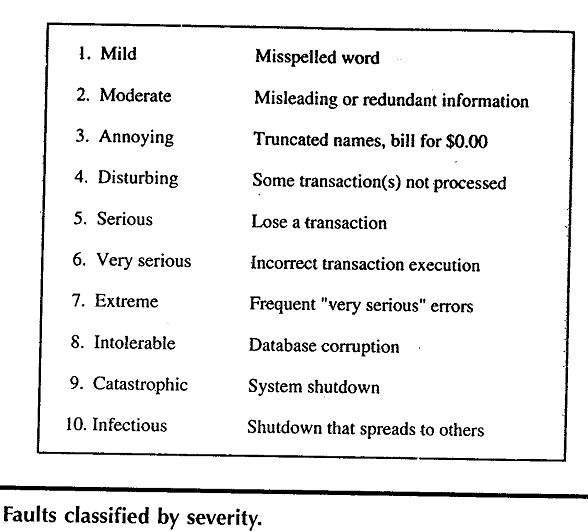 1. Mild Misspelled word
2. Moderate Misleading or redundant information
3. Annoying Truncated names, bill for $0.00
4. Disturbing Some transaction(s) not processed
5. Serious Lose a transaction
6. Very serious Incorrect transaction execution
7. Extreme Frequent "very serious" errors
8. Intolerable Database corruption
9. Catastrophic System shutdown
10. Infectious Shutdown that spreads to others
Faults classified by severity.